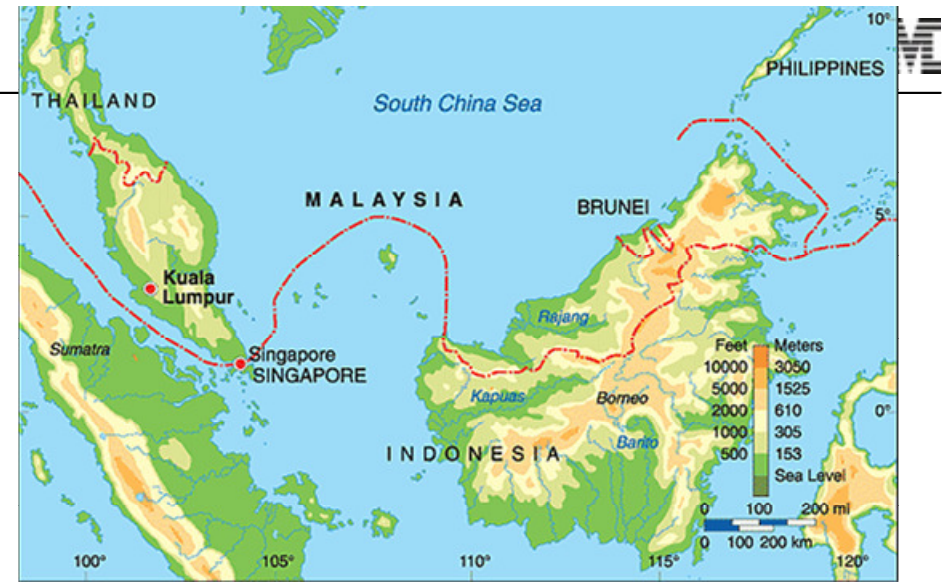 10°
PHILIPPINES
THAILAND
South China Sea
MALAYSIA
BRUNEI
5°
Kuala
Lumpur
Rajang
Singapore
SINGAPORE
Sumatra
Feet Meters
10000 3050
5000 1525
2000 610
1000 305
500 153
Sea Level
Kapuas
Borneo
0°
Barito
INDONESIA
0 100 200 mi
0 100 200 km
100° 105° 110° 115° 120°